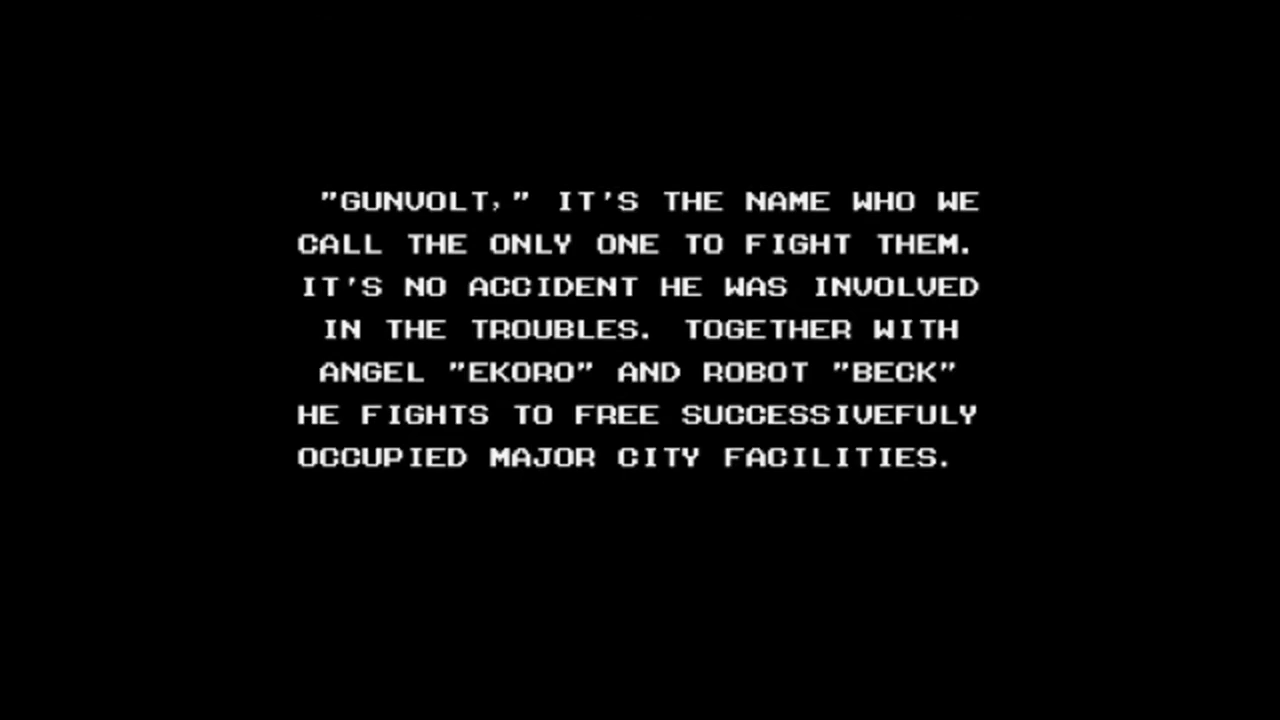 "GUNVOLT," IT'S THE NAME WHO WE
CALL THE ONLY ONE TO FIGHT THEM.
IT'S NO ACCIDENT HE WAS INVOLVED
IN THE TROUBLES. TOGETHER WITH
ANGEL "EKORO" AND ROBOT "BECK"
HE FIGHTS TO FREE SUCCESSIVEFULY
OCCUPIED MAJOR CITY FACILITIES.